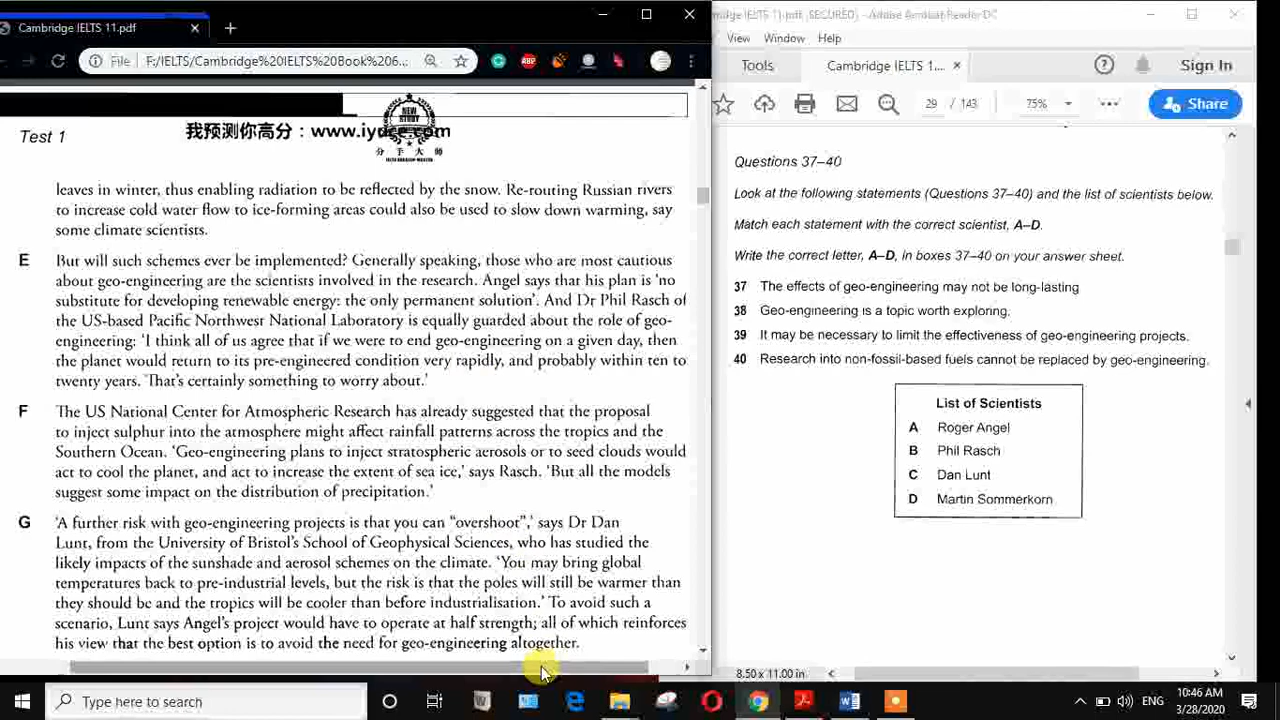 Cambridge IELTS 11.pdf
File
F:/IELTS/Cambridge%20IELTS%20Book%206...
Test 1
我预测你高分：www.iyuce.com
NEW STUDY
分 手 大 师
leaves in winter, thus enabling radiation to be reflected by the snow. Re-routing Russian rivers
to increase cold water flow to ice-forming areas could also be used to slow down warming, say
some climate scientists.
E But will such schemes ever be implemented? Generally speaking, those who are most cautious
about geo-engineering are the scientists involved in the research. Angel says that his plan is ‘no
substitute for developing renewable energy: the only permanent solution’. And Dr Phil Rasch of
the US-based Pacific Northwest National Laboratory is equally guarded about the role of geo-
engineering: ‘I think all of us agree that if we were to end geo-engineering on a given day, then
the planet would return to its pre-engineered condition very rapidly, and probably within ten to
twenty years. That’s certainly something to worry about.’
F The US National Center for Atmospheric Research has already suggested that the proposal
to inject sulphur into the atmosphere might affect rainfall patterns across the tropics and the
Southern Ocean. ‘Geo-engineering plans to inject stratospheric aerosols or to seed clouds would
act to cool the planet, and act to increase the extent of sea ice,’ says Rasch. ‘But all the models
suggest some impact on the distribution of precipitation.’
G ‘A further risk with geo-engineering projects is that you can “overshoot”,’ says Dr Dan
Lunt, from the University of Bristol’s School of Geophysical Sciences, who has studied the
likely impacts of the sunshade and aerosol schemes on the climate. ‘You may bring global
temperatures back to pre-industrial levels, but the risk is that the poles will still be warmer than
they should be and the tropics will be cooler than before industrialisation.’ To avoid such a
scenario, Lunt says Angel’s project would have to operate at half strength; all of which reinforces
his view that the best option is to avoid the need for geo-engineering altogether.
IELTS 11).pdf (SECURED) - Adobe Acrobat Reader DC
View Window Help
Tools Cambridge IELTS 1... Sign In
29 / 143 75% Share
Questions 37–40
Look at the following statements (Questions 37–40) and the list of scientists below.
Match each statement with the correct scientist, A–D.
Write the correct letter, A–D, in boxes 37–40 on your answer sheet.
37 The effects of geo-engineering may not be long-lasting
38 Geo-engineering is a topic worth exploring.
39 It may be necessary to limit the effectiveness of geo-engineering projects.
40 Research into non-fossil-based fuels cannot be replaced by geo-engineering.
List of Scientists
A Roger Angel
B Phil Rasch
C Dan Lunt
D Martin Sommerkorn
8.50 x 11.00 in
Type here to search
ENG
10:46 AM
3/28/2020